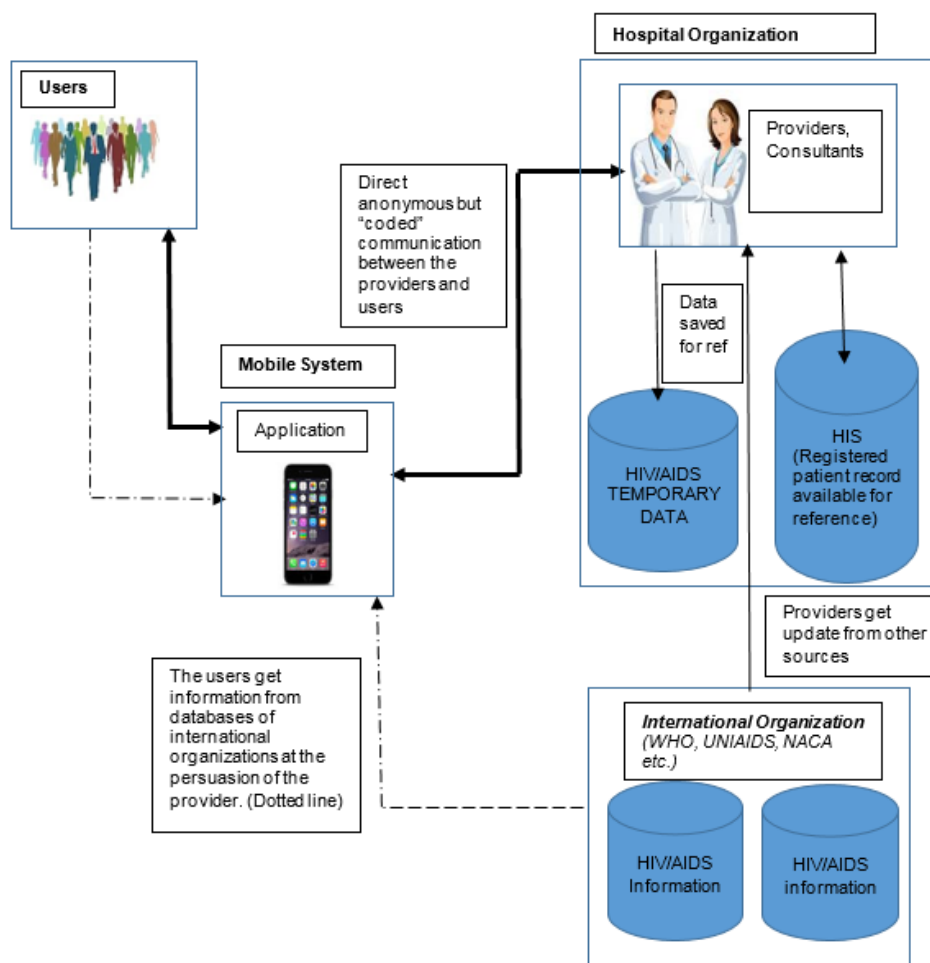 Hospital Organization
Users
Providers,
Consultants
Direct
anonymous but
“coded”
communication
between the
providers and
users
Data
saved
for ref
Mobile System
Application
HIV/AIDS
TEMPORARY
DATA
HIS
(Registered
patient record
available for
reference)
Providers get
update from other
sources
The users get
information from
databases of
international
organizations at the
persuasion of the
provider. (Dotted line)
International Organization
(WHO, UNIAIDS, NACA
etc.)
HIV/AIDS
Information
HIV/AIDS
information